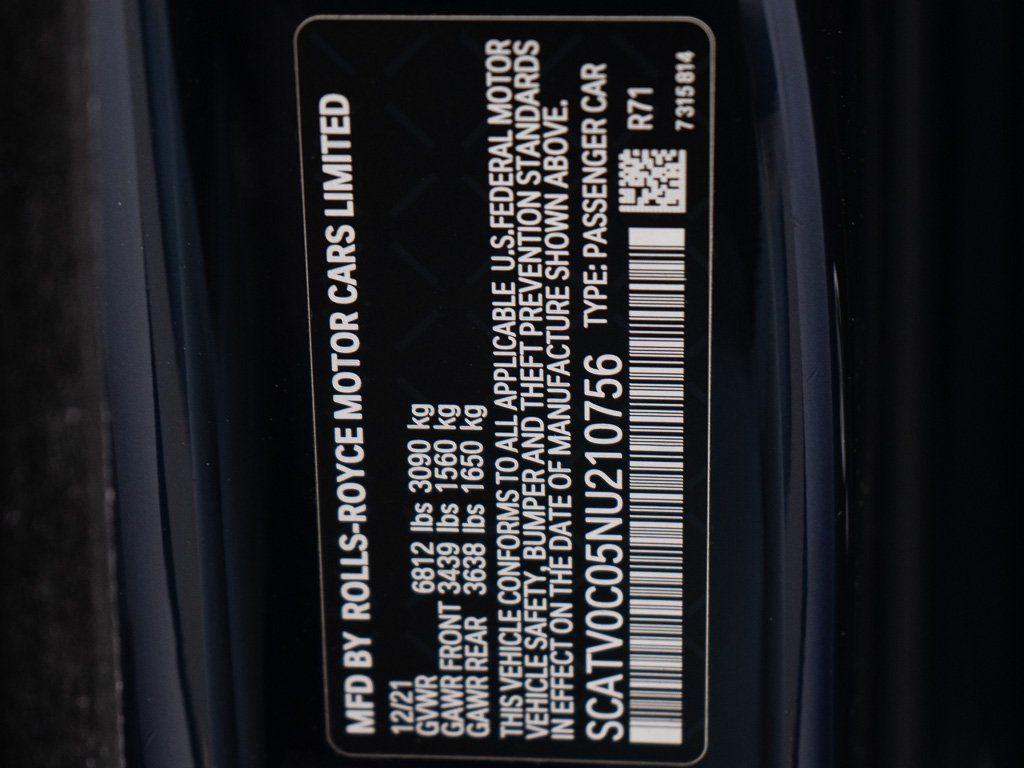 MFD BY ROLLS-ROYCE MOTOR CARS LIMITED
12/21
GVWR 6812 lbs 3090 kg
GAWR FRONT 3439 lbs 1560 kg
GAWR REAR 3638 lbs 1650 kg
THIS VEHICLE CONFORMS TO ALL APPLICABLE U.S.FEDERAL MOTOR
VEHICLE SAFETY, BUMPER AND THEFT PREVENTION STANDARDS
IN EFFECT ON THE DATE OF MANUFACTURE SHOWN ABOVE.
SCATV0C05NU210756 TYPE: PASSENGER CAR
R71
7315814